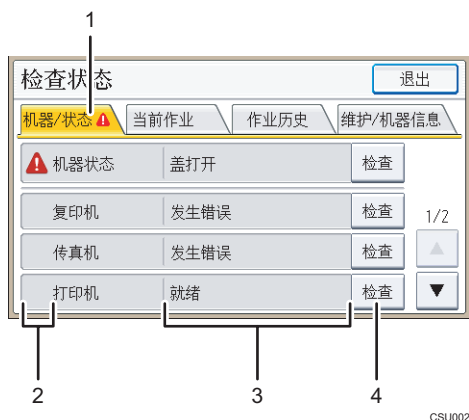 1
检查状态 退出
机器/状态 当前作业 作业历史 维护/机器信息
机器状态 盖打开 检查
复印机 发生错误 检查 1/2
传真机 发生错误 检查
打印机 就绪 检查
2 3 4
CSU002